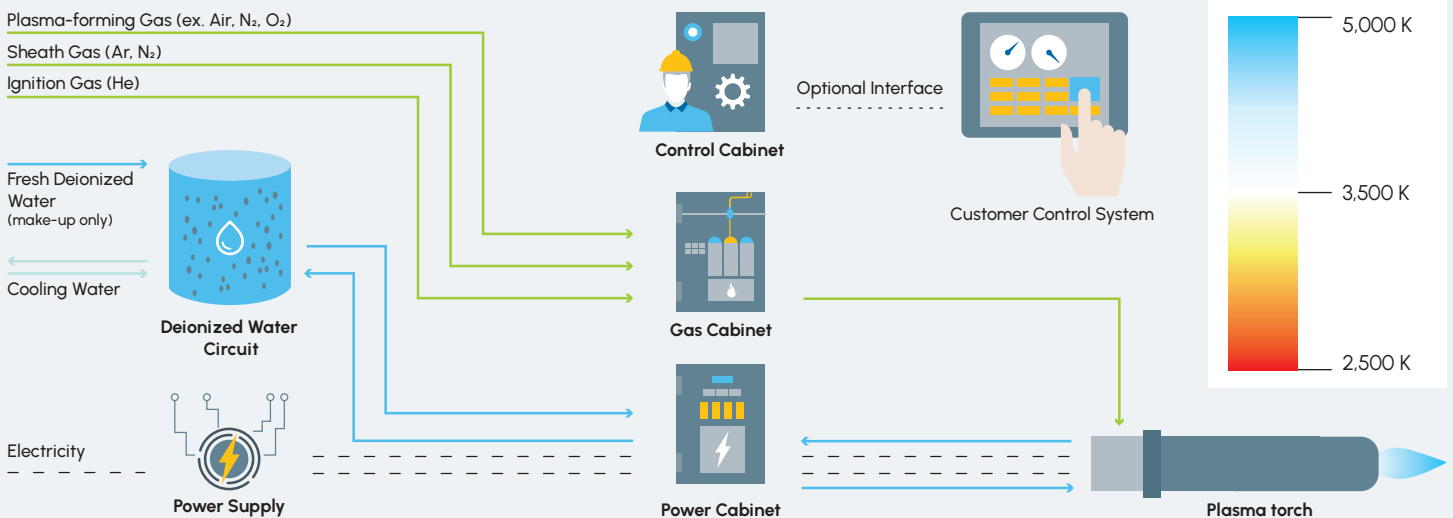 Plasma-forming Gas (ex. Air, N₂, O₂)
Sheath Gas (Ar, N₂)
Ignition Gas (He)
Fresh Deionized
Water
(make-up only)
Cooling Water
Deionized Water
Circuit
Electricity
Power Supply
Control Cabinet
Optional Interface
Customer Control System
Gas Cabinet
Power Cabinet
Plasma torch
5,000 K
3,500 K
2,500 K